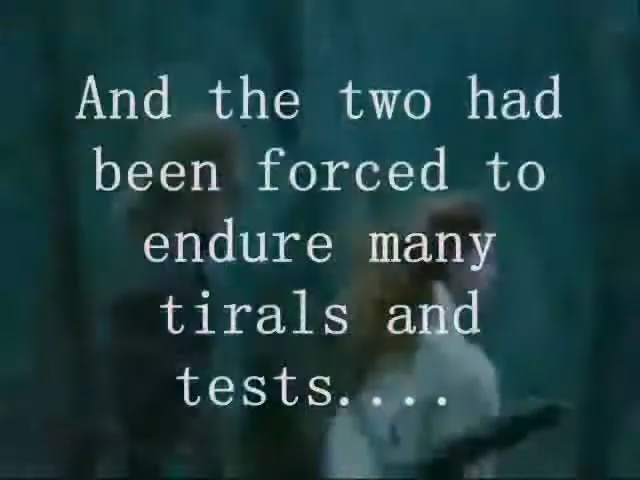 And the two had
been forced to
endure many
tirals and
tests....